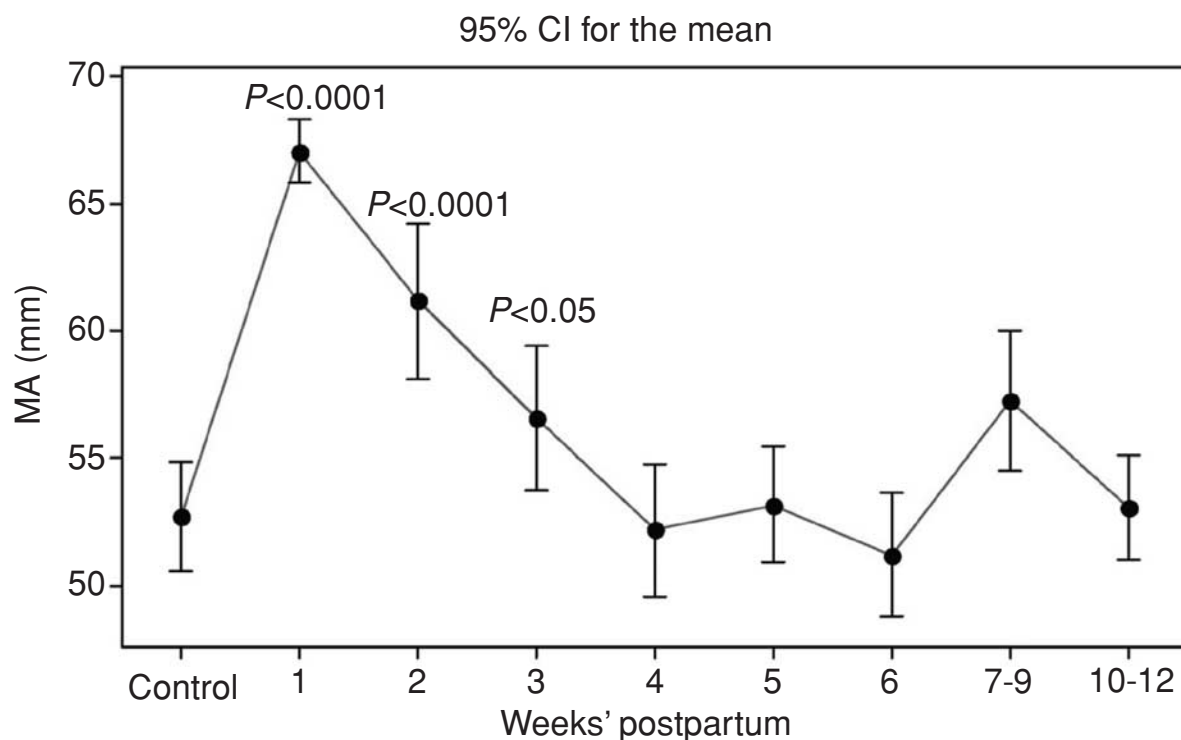 95% CI for the mean
70
P<0.0001
65
P<0.0001
60
P<0.05
MA (mm)
55
50
Control 1 2 3 4 5 6 7-9 10-12
Weeks’ postpartum